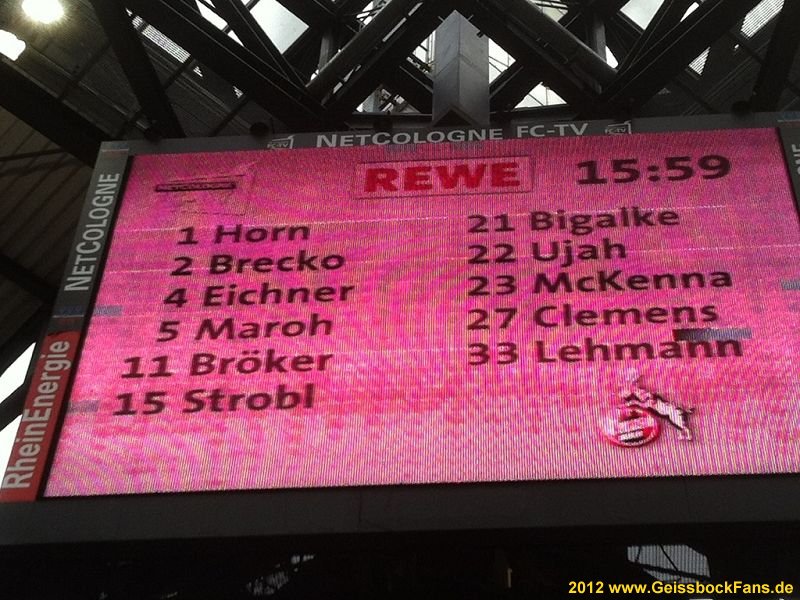 NETCOLOGNE FC-TV
NETCOLOGNE
RheinEnergie
NETCOLOGNE
REWE
15:59
1 Horn
2 Brecko
4 Eichner
5 Maroh
11 Bröker
15 Strobl
21 Bigalke
22 Ujah
23 McKenna
27 Clemens
33 Lehmann
2012 www.GeissbockFans.de